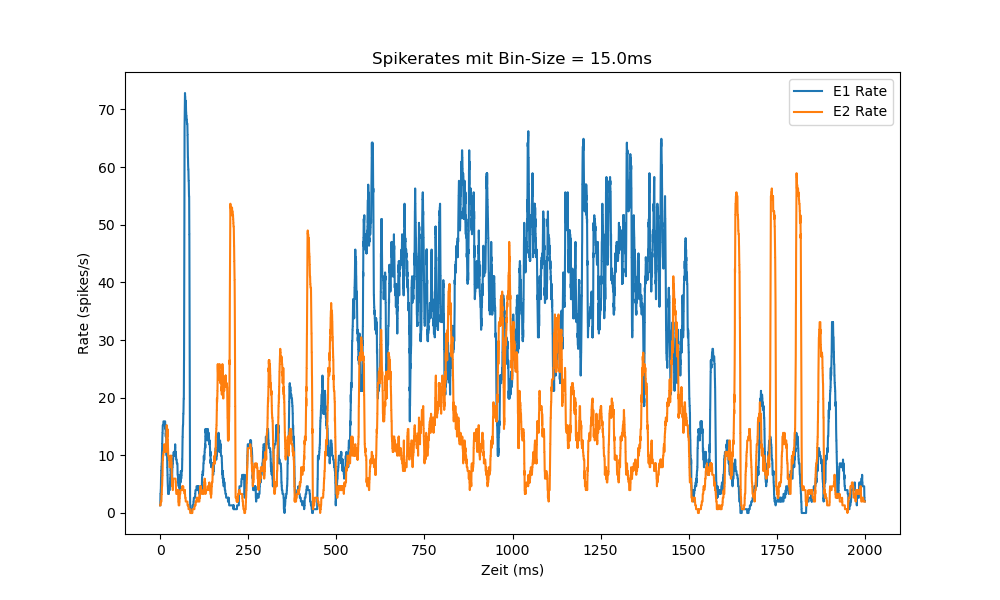 Spikerates mit Bin-Size = 15.0ms
E1 Rate
E2 Rate
Rate (spikes/s)
70
60
50
40
30
20
10
0
0 250 500 750 1000 1250 1500 1750 2000
Zeit (ms)